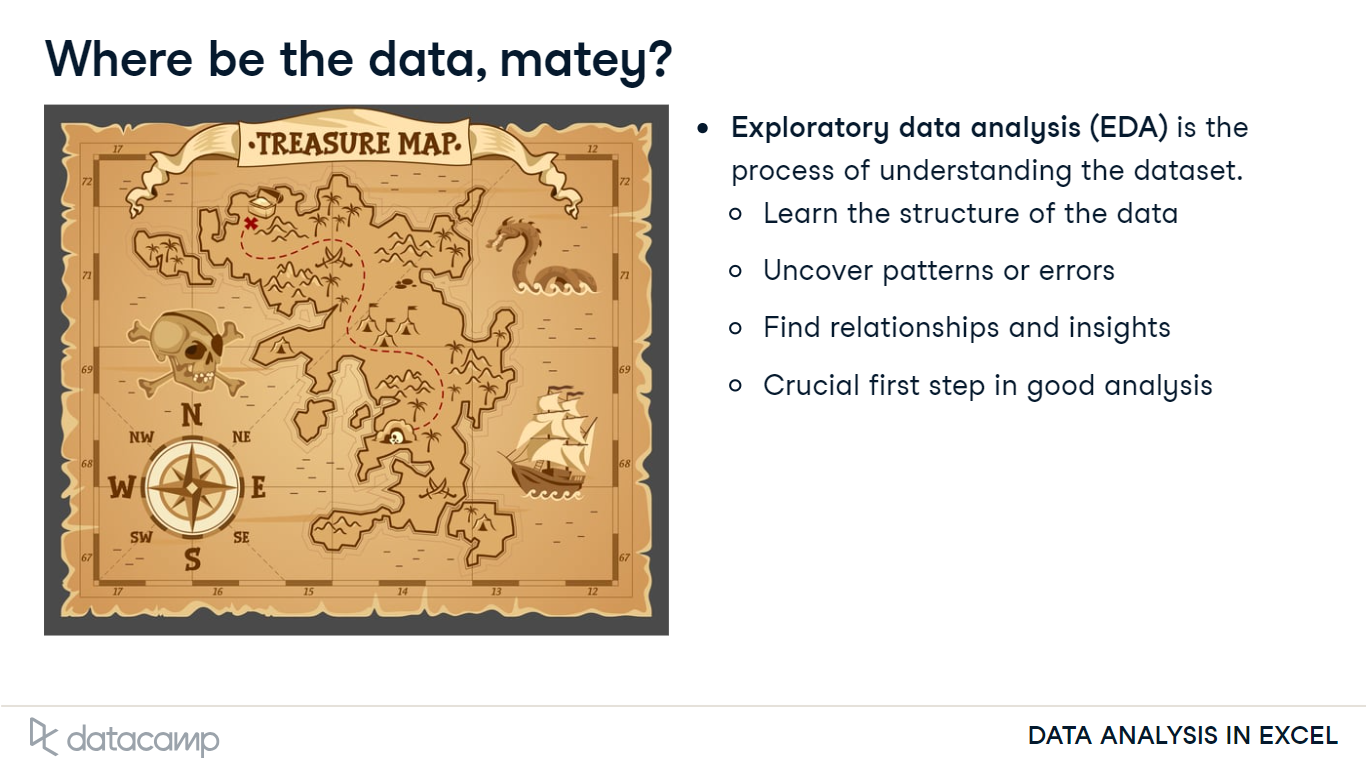 Where be the data, matey?
·TREASURE MAP·
17
12
72
72
71
71
69
69
N
NW
NE
W
E
SW
SE
S
68
68
67
67
17
16
15
14
13
12
• Exploratory data analysis (EDA) is the
process of understanding the dataset.
○ Learn the structure of the data
○ Uncover patterns or errors
○ Find relationships and insights
○ Crucial first step in good analysis
datacamp
DATA ANALYSIS IN EXCEL